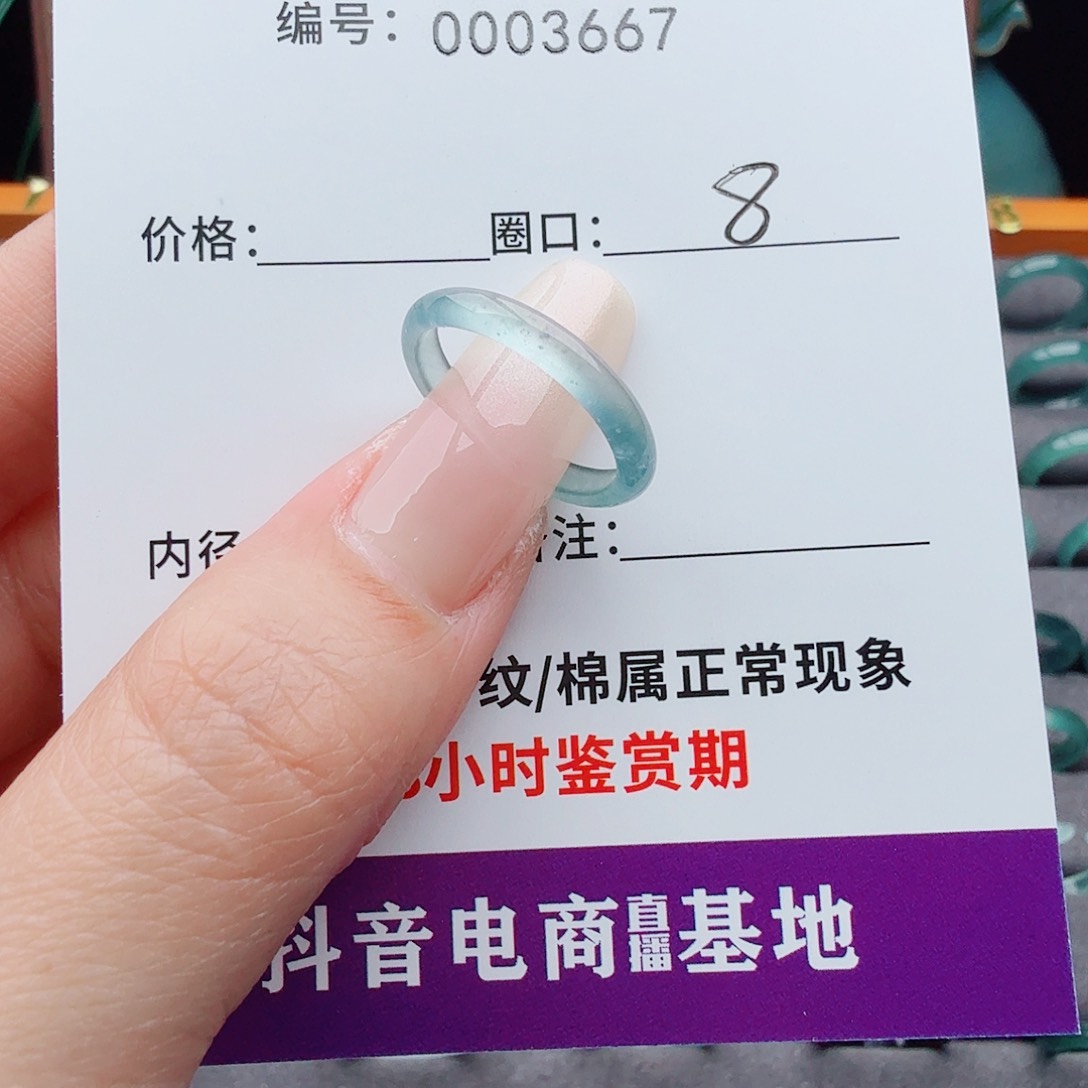 编号：0003667
价格：
圈口：8
内径
注：
纹/棉属正常现象
小时鉴赏期
抖音电商直播基地